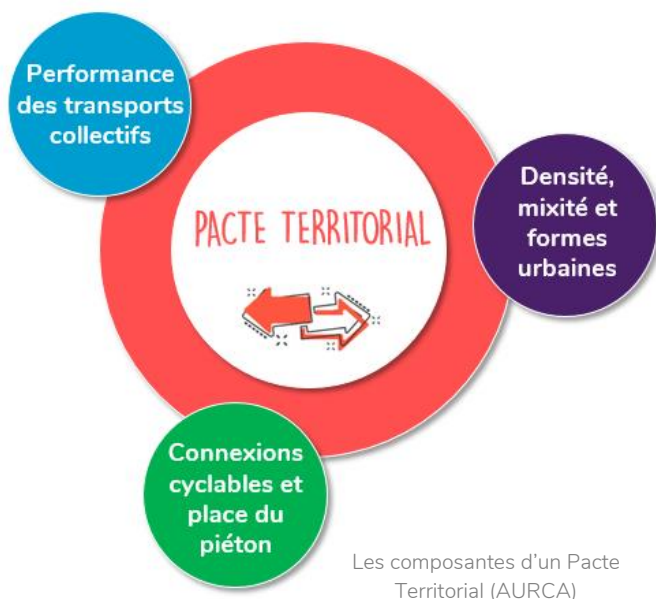 Performance
des transports
collectifs
PACTE TERRITORIAL
Densité,
mixité et
formes
urbaines
Connexions
cyclables et
place du
piéton
Les composantes d'un Pacte
Territorial (AURCA)